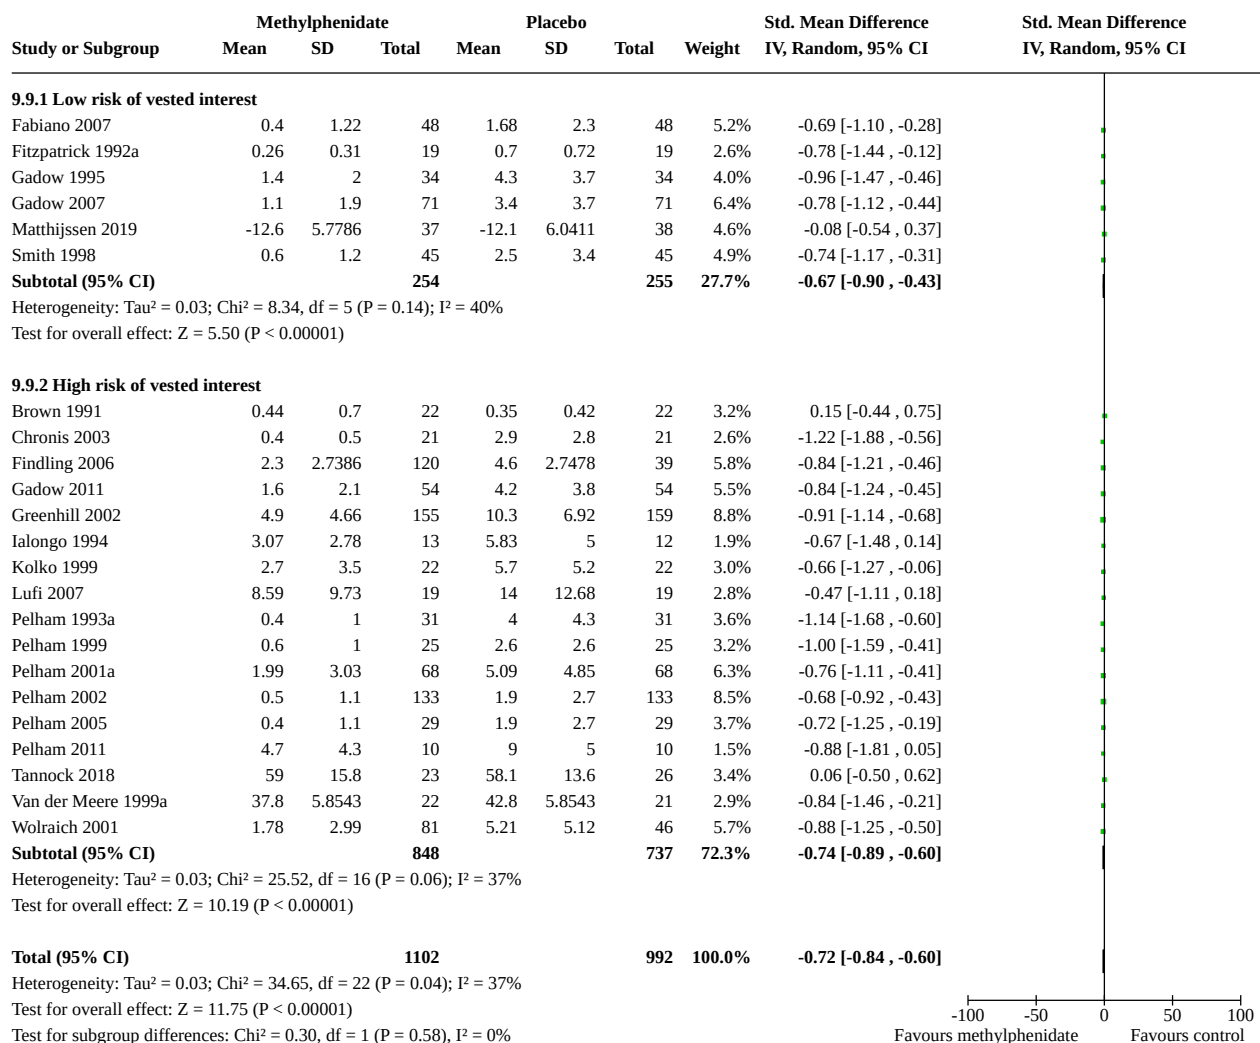 Methylphenidate Placebo Std. Mean Difference Std. Mean Difference
Study or Subgroup Mean SD Total Mean SD Total Weight IV, Random, 95% CI IV, Random, 95% CI
9.9.1 Low risk of vested interest
Fabiano 2007 0.4 1.22 48 1.68 2.3 48 5.2% -0.69 [-1.10 , -0.28]
Fitzpatrick 1992a 0.26 0.31 19 0.7 0.72 19 2.6% -0.78 [-1.44 , -0.12]
Gadow 1995 1.4 2 34 4.3 3.7 34 4.0% -0.96 [-1.47 , -0.46]
Gadow 2007 1.1 1.9 71 3.4 3.7 71 6.4% -0.78 [-1.12 , -0.44]
Matthijssen 2019 -12.6 5.7786 37 -12.1 6.0411 38 4.6% -0.08 [-0.54 , 0.37]
Smith 1998 0.6 1.2 45 2.5 3.4 45 4.9% -0.74 [-1.17 , -0.31]
Subtotal (95% CI) 254 255 27.7% -0.67 [-0.90 , -0.43]
Heterogeneity: Tau² = 0.03; Chi² = 8.34, df = 5 (P = 0.14); I² = 40%
Test for overall effect: Z = 5.50 (P < 0.00001)
9.9.2 High risk of vested interest
Brown 1991 0.44 0.7 22 0.35 0.42 22 3.2% 0.15 [-0.44 , 0.75]
Chronis 2003 0.4 0.5 21 2.9 2.8 21 2.6% -1.22 [-1.88 , -0.56]
Findling 2006 2.3 2.7386 120 4.6 2.7478 39 5.8% -0.84 [-1.21 , -0.46]
Gadow 2011 1.6 2.1 54 4.2 3.8 54 5.5% -0.84 [-1.24 , -0.45]
Greenhill 2002 4.9 4.66 155 10.3 6.92 159 8.8% -0.91 [-1.14 , -0.68]
Ialongo 1994 3.07 2.78 13 5.83 5 12 1.9% -0.67 [-1.48 , 0.14]
Kolko 1999 2.7 3.5 22 5.7 5.2 22 3.0% -0.66 [-1.27 , -0.06]
Lufi 2007 8.59 9.73 19 14 12.68 19 2.8% -0.47 [-1.11 , 0.18]
Pelham 1993a 0.4 1 31 4 4.3 31 3.6% -1.14 [-1.68 , -0.60]
Pelham 1999 0.6 1 25 2.6 2.6 25 3.2% -1.00 [-1.59 , -0.41]
Pelham 2001a 1.99 3.03 68 5.09 4.85 68 6.3% -0.76 [-1.11 , -0.41]
Pelham 2002 0.5 1.1 133 1.9 2.7 133 8.5% -0.68 [-0.92 , -0.43]
Pelham 2005 0.4 1.1 29 1.9 2.7 29 3.7% -0.72 [-1.25 , -0.19]
Pelham 2011 4.7 4.3 10 9 5 10 1.5% -0.88 [-1.81 , 0.05]
Tannock 2018 59 15.8 23 58.1 13.6 26 3.4% 0.06 [-0.50 , 0.62]
Van der Meere 1999a 37.8 5.8543 22 42.8 5.8543 21 2.9% -0.84 [-1.46 , -0.21]
Wolraich 2001 1.78 2.99 81 5.21 5.12 46 5.7% -0.88 [-1.25 , -0.50]
Subtotal (95% CI) 848 737 72.3% -0.74 [-0.89 , -0.60]
Heterogeneity: Tau² = 0.03; Chi² = 25.52, df = 16 (P = 0.06); I² = 37%
Test for overall effect: Z = 10.19 (P < 0.00001)
Total (95% CI) 1102 992 100.0% -0.72 [-0.84 , -0.60]
Heterogeneity: Tau² = 0.03; Chi² = 34.65, df = 22 (P = 0.04); I² = 37%
Test for overall effect: Z = 11.75 (P < 0.00001) -100 -50 0 50 100
Test for subgroup differences: Chi² = 0.30, df = 1 (P = 0.58), I² = 0% Favours methylphenidate Favours control